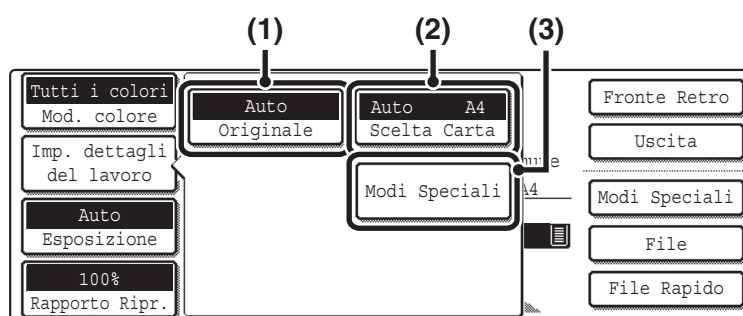 (1) (2) (3)
Tutti i colori
Mod. colore
Imp. dettagli
del lavoro
Auto
Esposizione
100%
Rapporto Ripr.
Auto
Originale
Auto A4
Scelta Carta
Modi Speciali
A4
Fronte Retro
Uscita
Modi Speciali
File
File Rapido